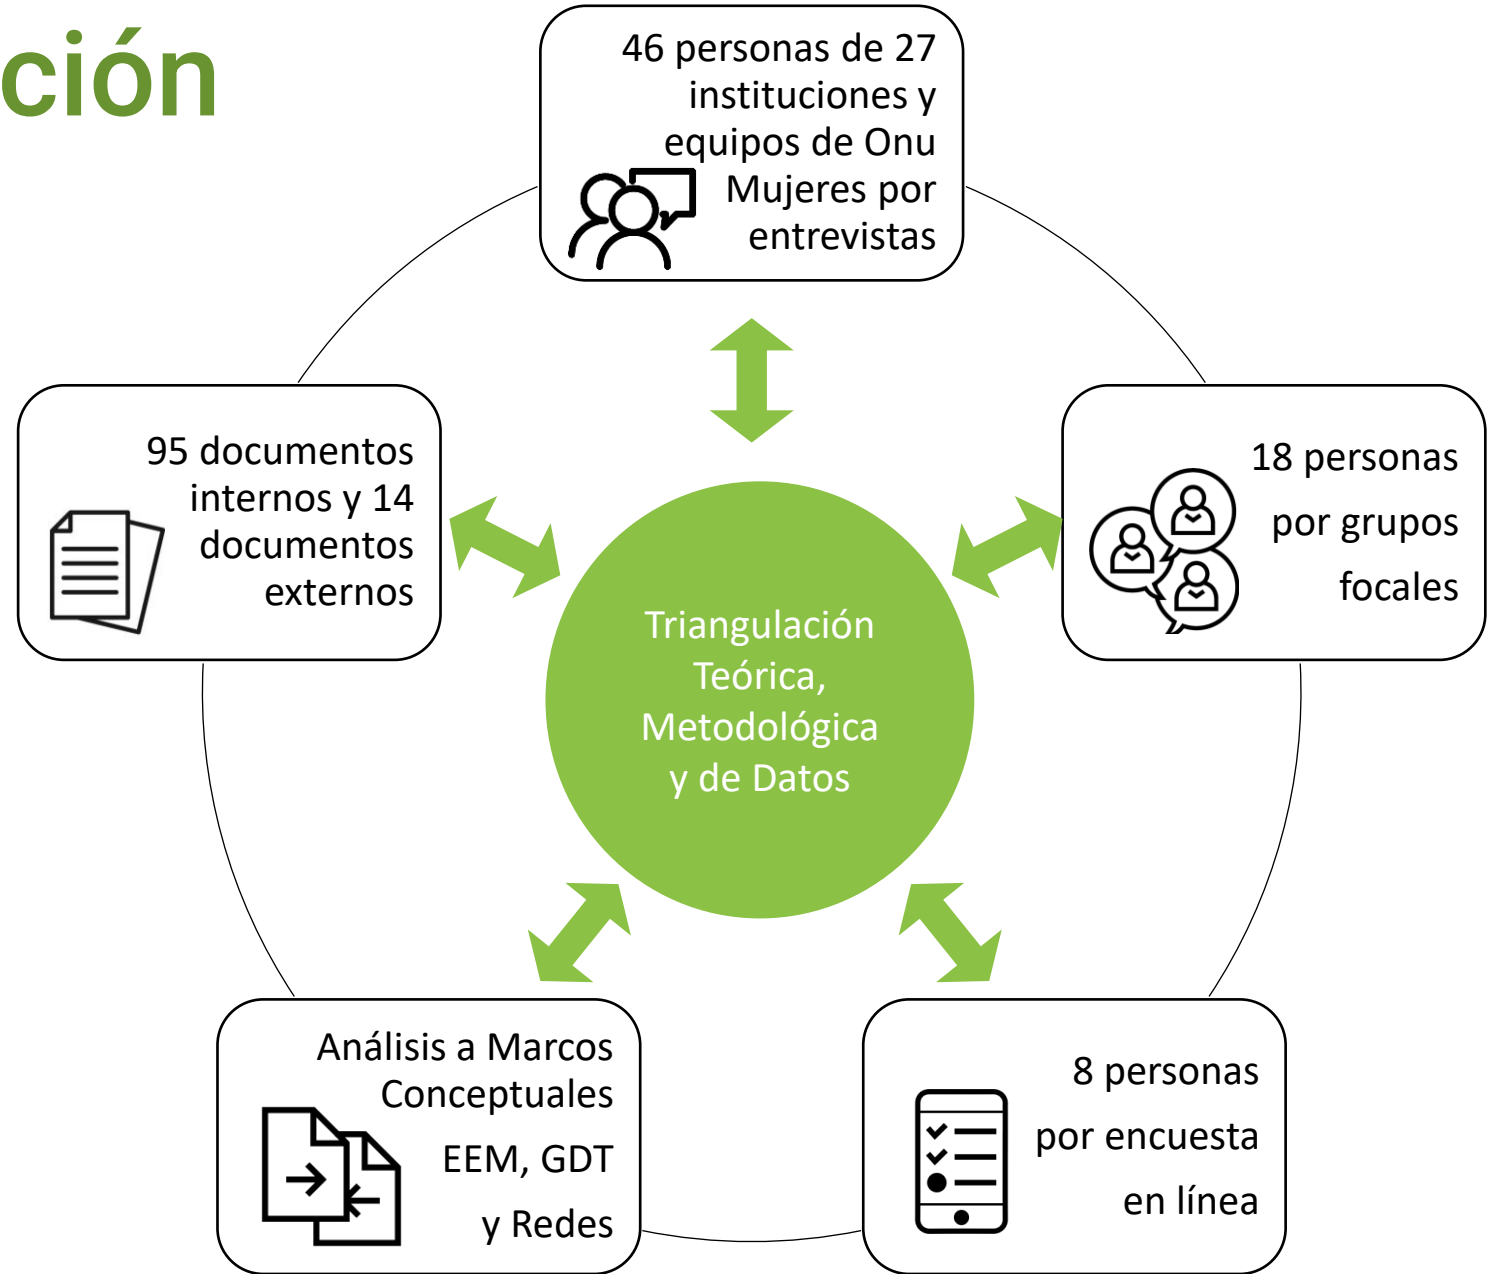 ción
46 personas de 27
instituciones y
equipos de Onu
Mujeres por
entrevistas
95 documentos
internos y 14
documentos
externos
18 personas
por grupos
focales
Triangulación
Teórica,
Metodológica
y de Datos
Análisis a Marcos
Conceptuales
EEM, GDT
y Redes
8 personas
por encuesta
en línea